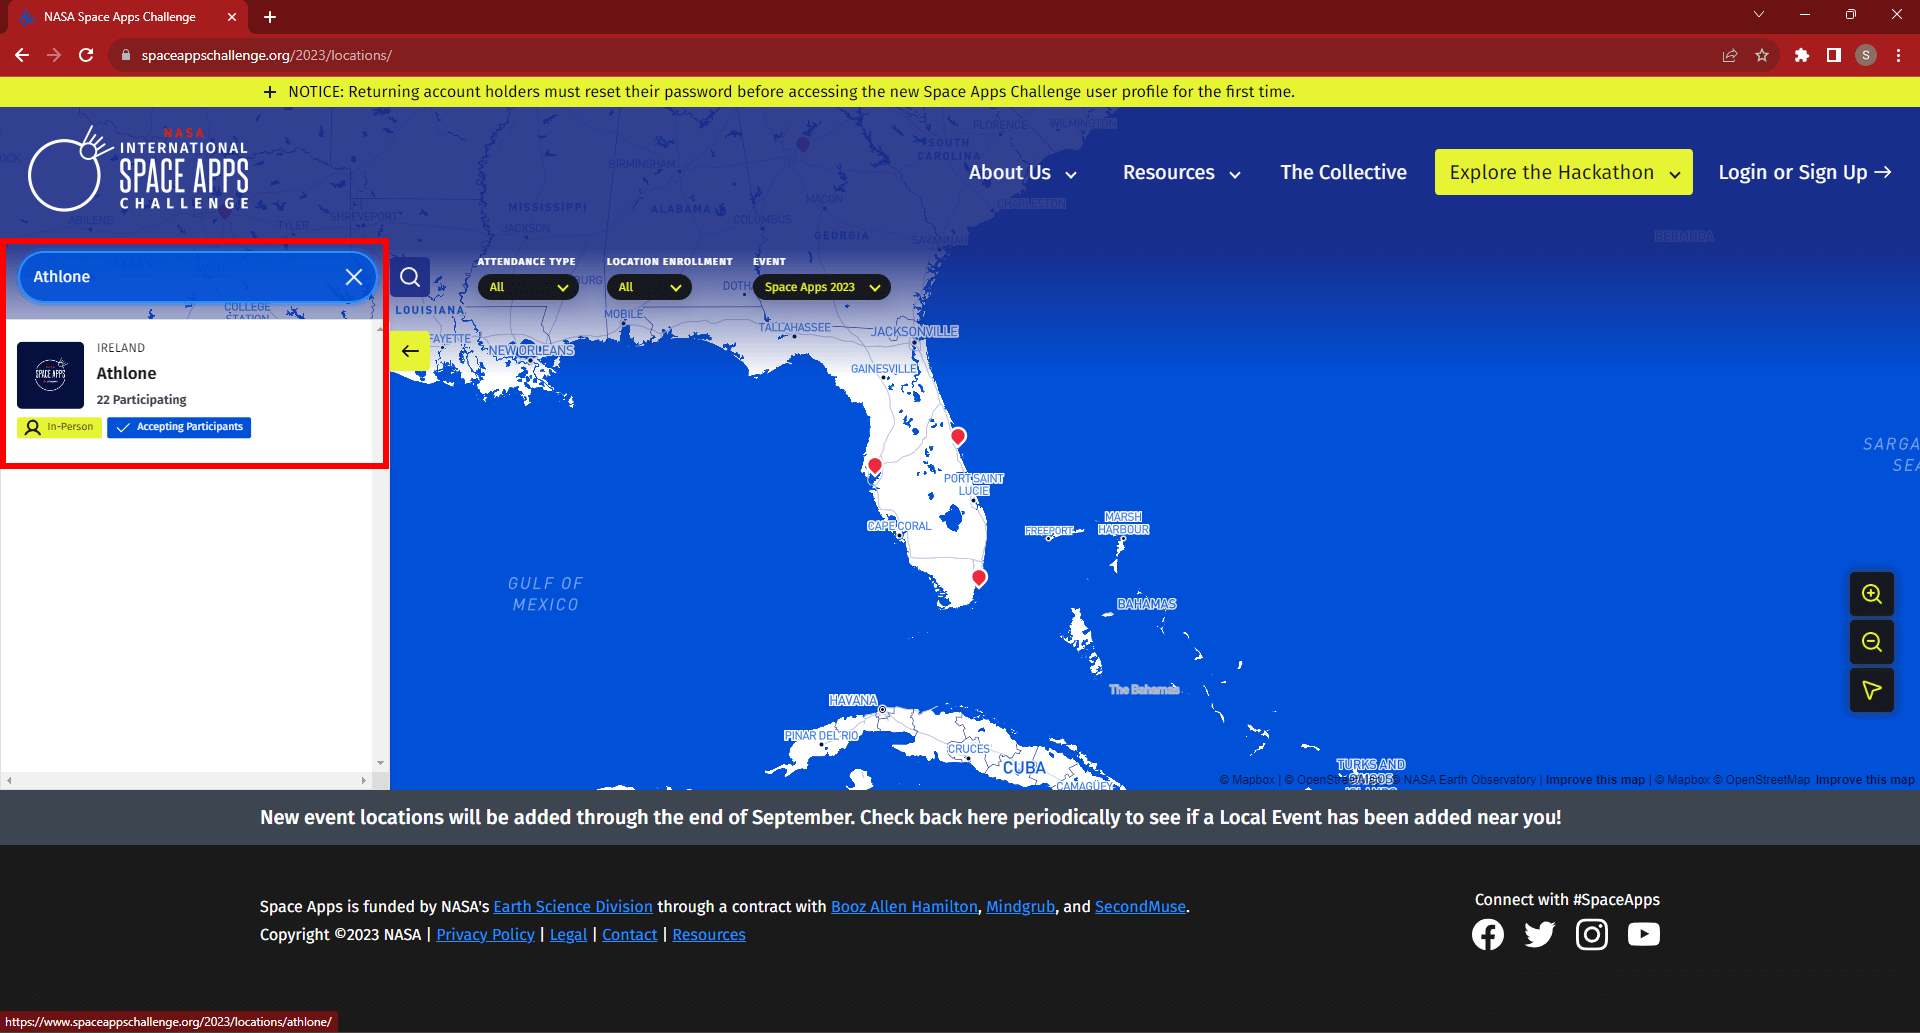 NASA Space Apps Challenge
spaceappschallenge.org/2023/locations/
S
NOTICE: Returning account holders must reset their password before accessing the new Space Apps Challenge user profile for the first time.
NASA
INTERNATIONAL
SPACE APPS
CHALLENGE
About Us
Resources
The Collective
Explore the Hackathon
Login or Sign Up
FLORENCE
WILMINGTON
SOUTH
CAROLINA
BIRMINGHAM
MACON
CHARLESTON
MISSISSIPPI
ALABAMA
COLUMBUS
SHREVEPORT
ABILENE
TYLER
JACKSON
GEORGIA
SAVANNAH
BERMUDA
Athlone
ATTENDANCE TYPE
All
LOCATION ENROLLMENT
All
EVENT
Space Apps 2023
COLLEGE
STATION
LOUISIANA
MOBILE
TALLAHASSEE
JACKSONVILLE
IRELAND
Athlone
22 Participating
In-Person
Accepting Participants
NEW ORLEANS
GAINESVILLE
SARGA
SEA
PORT SAINT
LUCIE
CAPE CORAL
FREEPORT
MARSH
HARBOUR
GULF OF
MEXICO
BAHAMAS
The Bahamas
HAVANA
PINAR DEL RIO
CRUCES
CUBA
CAMAGUEY
TURKS AND
CAICOS
ISLANDS
© Mapbox | © OpenStreetMap © NASA Earth Observatory | Improve this map | © Mapbox © OpenStreetMap Improve this map
New event locations will be added through the end of September. Check back here periodically to see if a Local Event has been added near you!
Space Apps is funded by NASA's Earth Science Division through a contract with Booz Allen Hamilton, Mindgrub, and SecondMuse.
Copyright ©2023 NASA | Privacy Policy | Legal | Contact | Resources
Connect with #SpaceApps
https://www.spaceappschallenge.org/2023/locations/athlone/